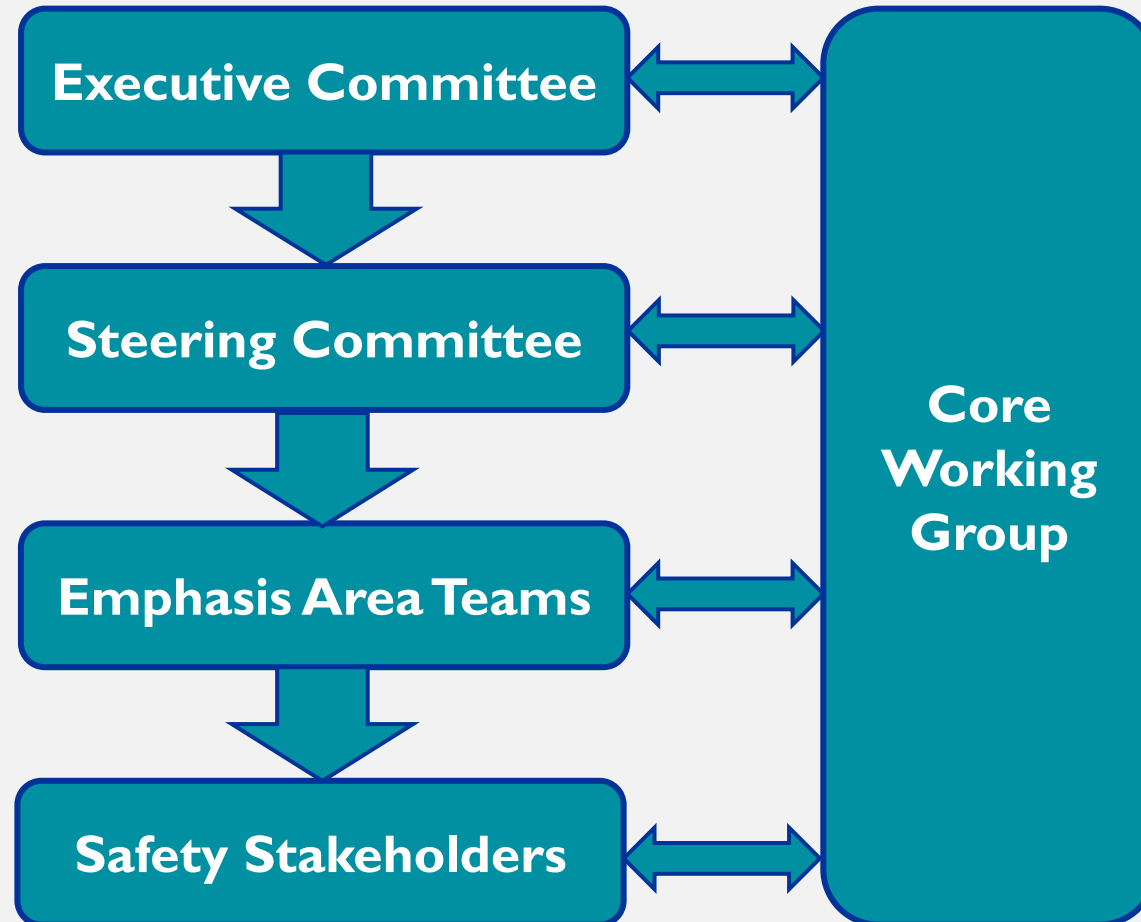 Executive Committee
Steering Committee
Core
Working
Group
Emphasis Area Teams
Safety Stakeholders